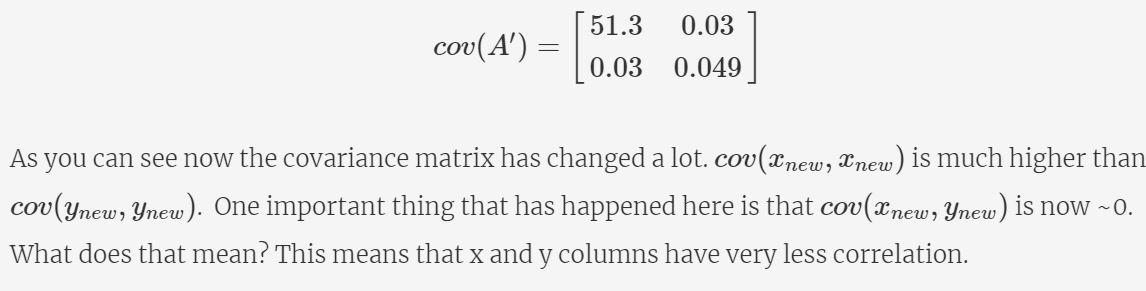 cov(A′) = [ 51.3 0.03
0.03 0.049 ]
As you can see now the covariance matrix has changed a lot. cov(x_new, x_new) is much higher than
cov(y_new, y_new). One important thing that has happened here is that cov(x_new, y_new) is now ~0.
What does that mean? This means that x and y columns have very less correlation.